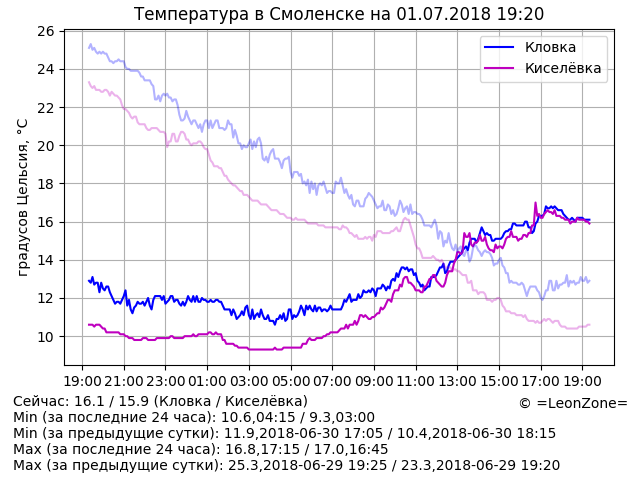 Температура в Смоленске на 01.07.2018 19:20
градусов Цельсия, °C
26
24
22
20
18
16
14
12
10
Кловка
Киселёвка
19:00 21:00 23:00 01:00 03:00 05:00 07:00 09:00 11:00 13:00 15:00 17:00 19:00
Сейчас: 16.1 / 15.9 (Кловка / Киселёвка)
© =LeonZone=
Min (за последние 24 часа): 10.6,04:15 / 9.3,03:00
Min (за предыдущие сутки): 11.9,2018-06-30 17:05 / 10.4,2018-06-30 18:15
Max (за последние 24 часа): 16.8,17:15 / 17.0,16:45
Max (за предыдущие сутки): 25.3,2018-06-29 19:25 / 23.3,2018-06-29 19:20